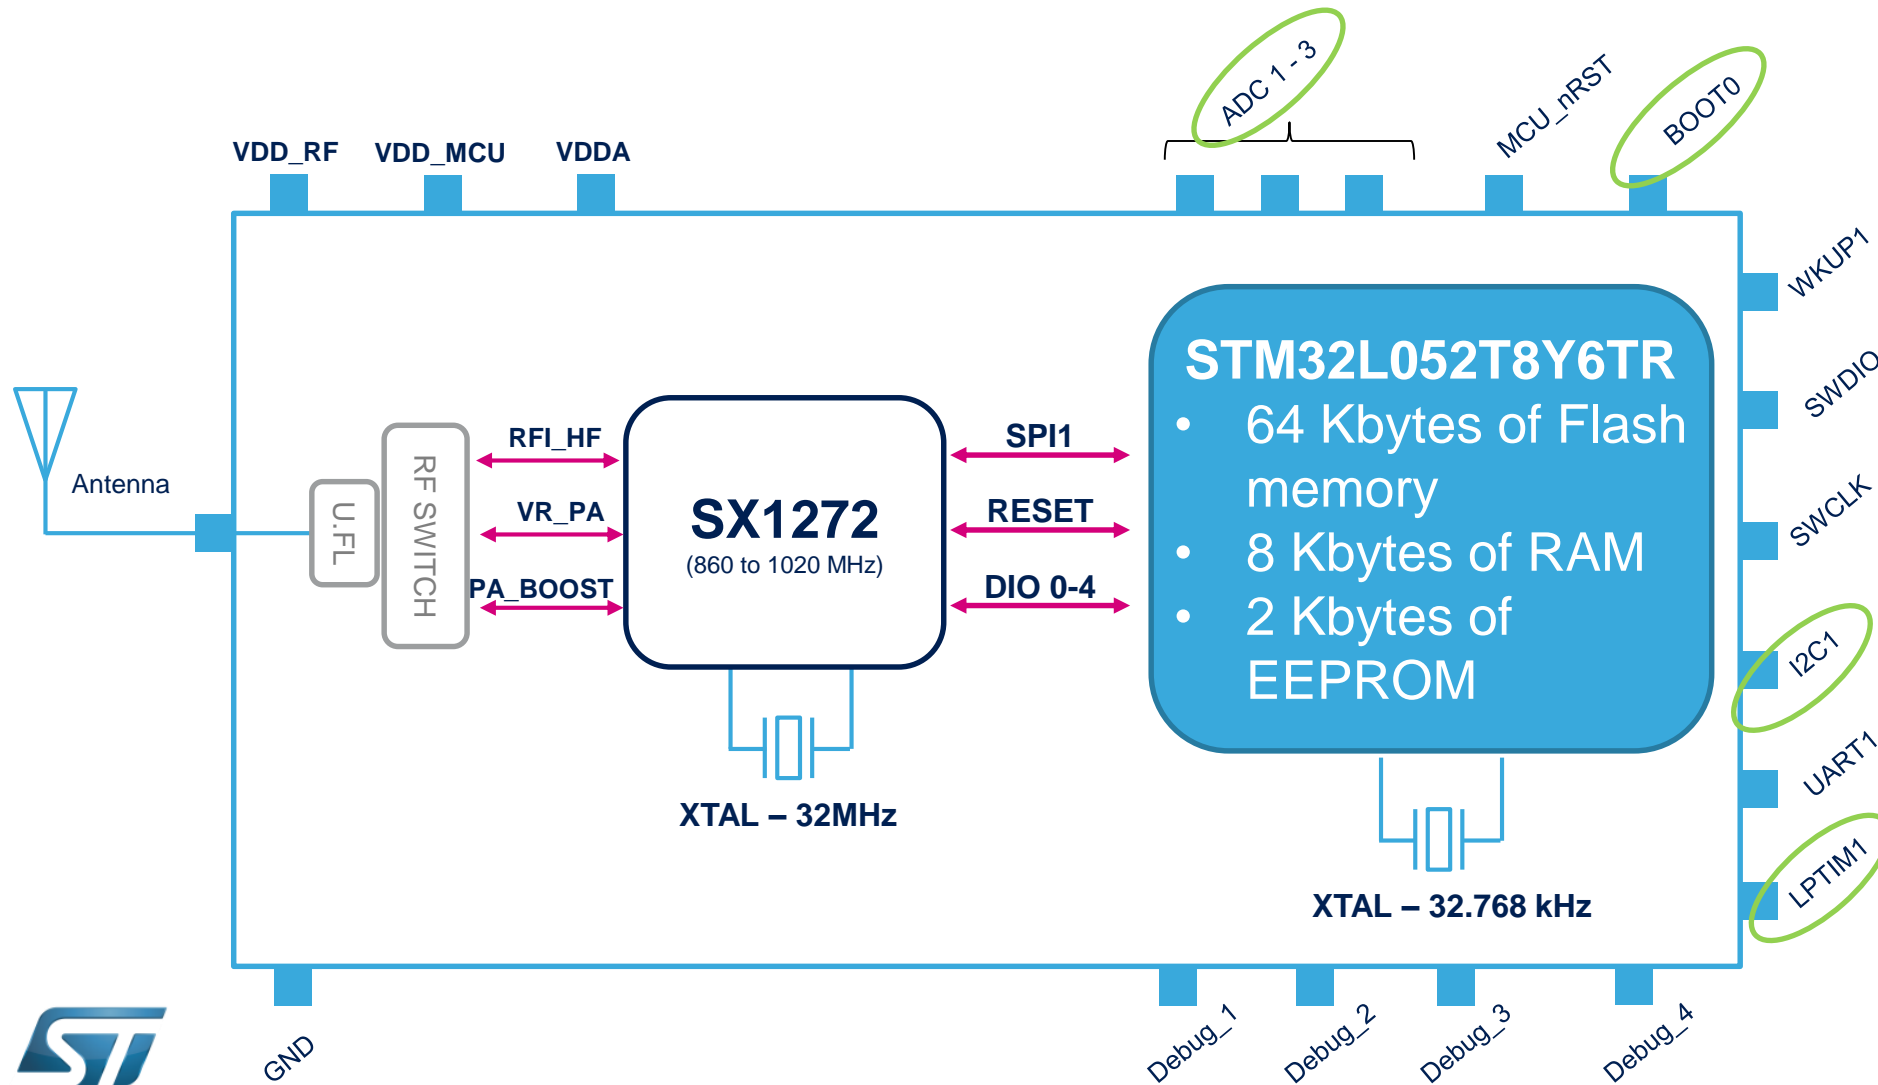 ADC 1 - 3
MCU_nRST
BOOT0
VDD_RF
VDD_MCU
VDDA
WKUP1
SWDIO
SWCLK
I2C1
UART1
LPTIM1
Antenna
U.FL
RF SWITCH
RFI_HF
VR_PA
PA_BOOST
SX1272
(860 to 1020 MHz)
SPI1
RESET
DIO 0-4
STM32L052T8Y6TR
• 64 Kbytes of Flash
memory
• 8 Kbytes of RAM
• 2 Kbytes of
EEPROM
XTAL – 32MHz
XTAL – 32.768 kHz
GND
Debug_1
Debug_2
Debug_3
Debug_4
ST